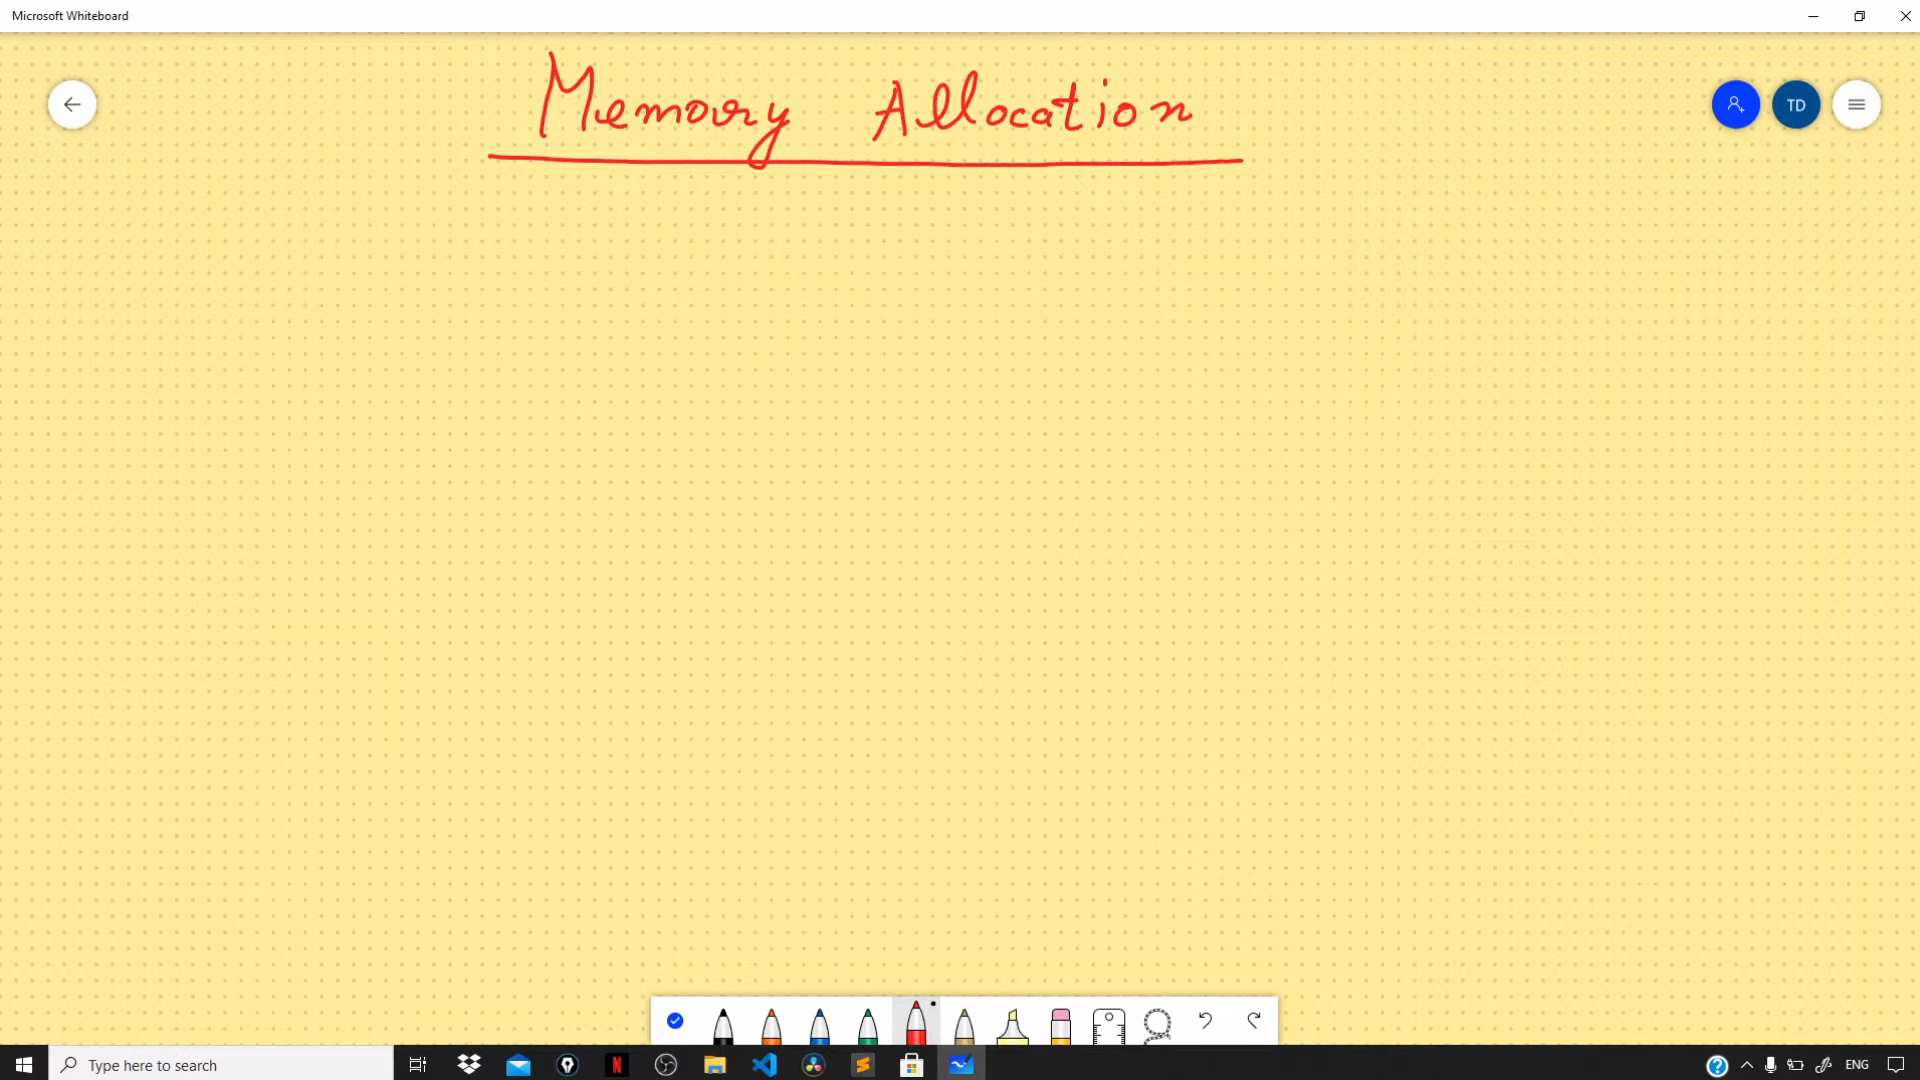 Microsoft Whiteboard
Memory Allocation
TD
Type here to search
N
ENG